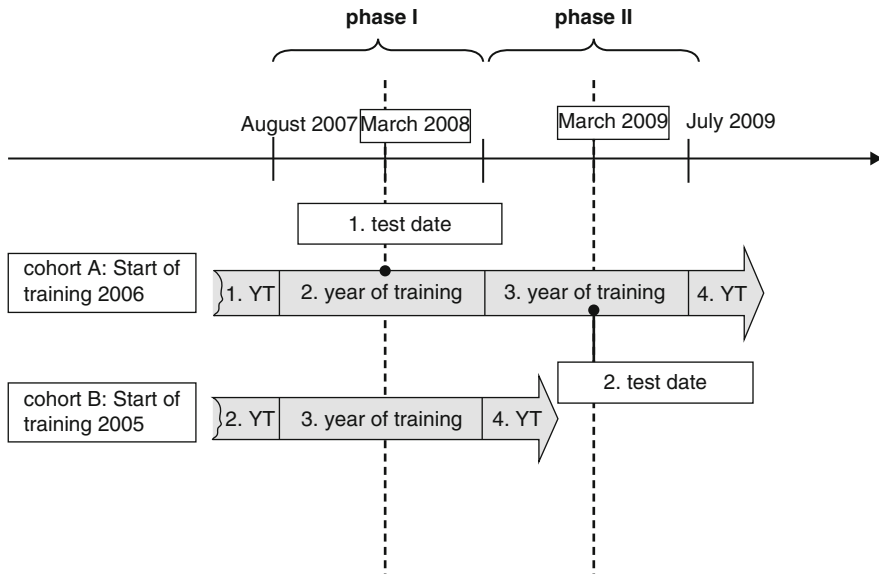 phase I
phase II
August 2007
March 2008
March 2009
July 2009
1. test date
cohort A: Start of
training 2006
1. YT
2. year of training
3. year of training
4. YT
2. test date
cohort B: Start of
training 2005
2. YT
3. year of training
4. YT